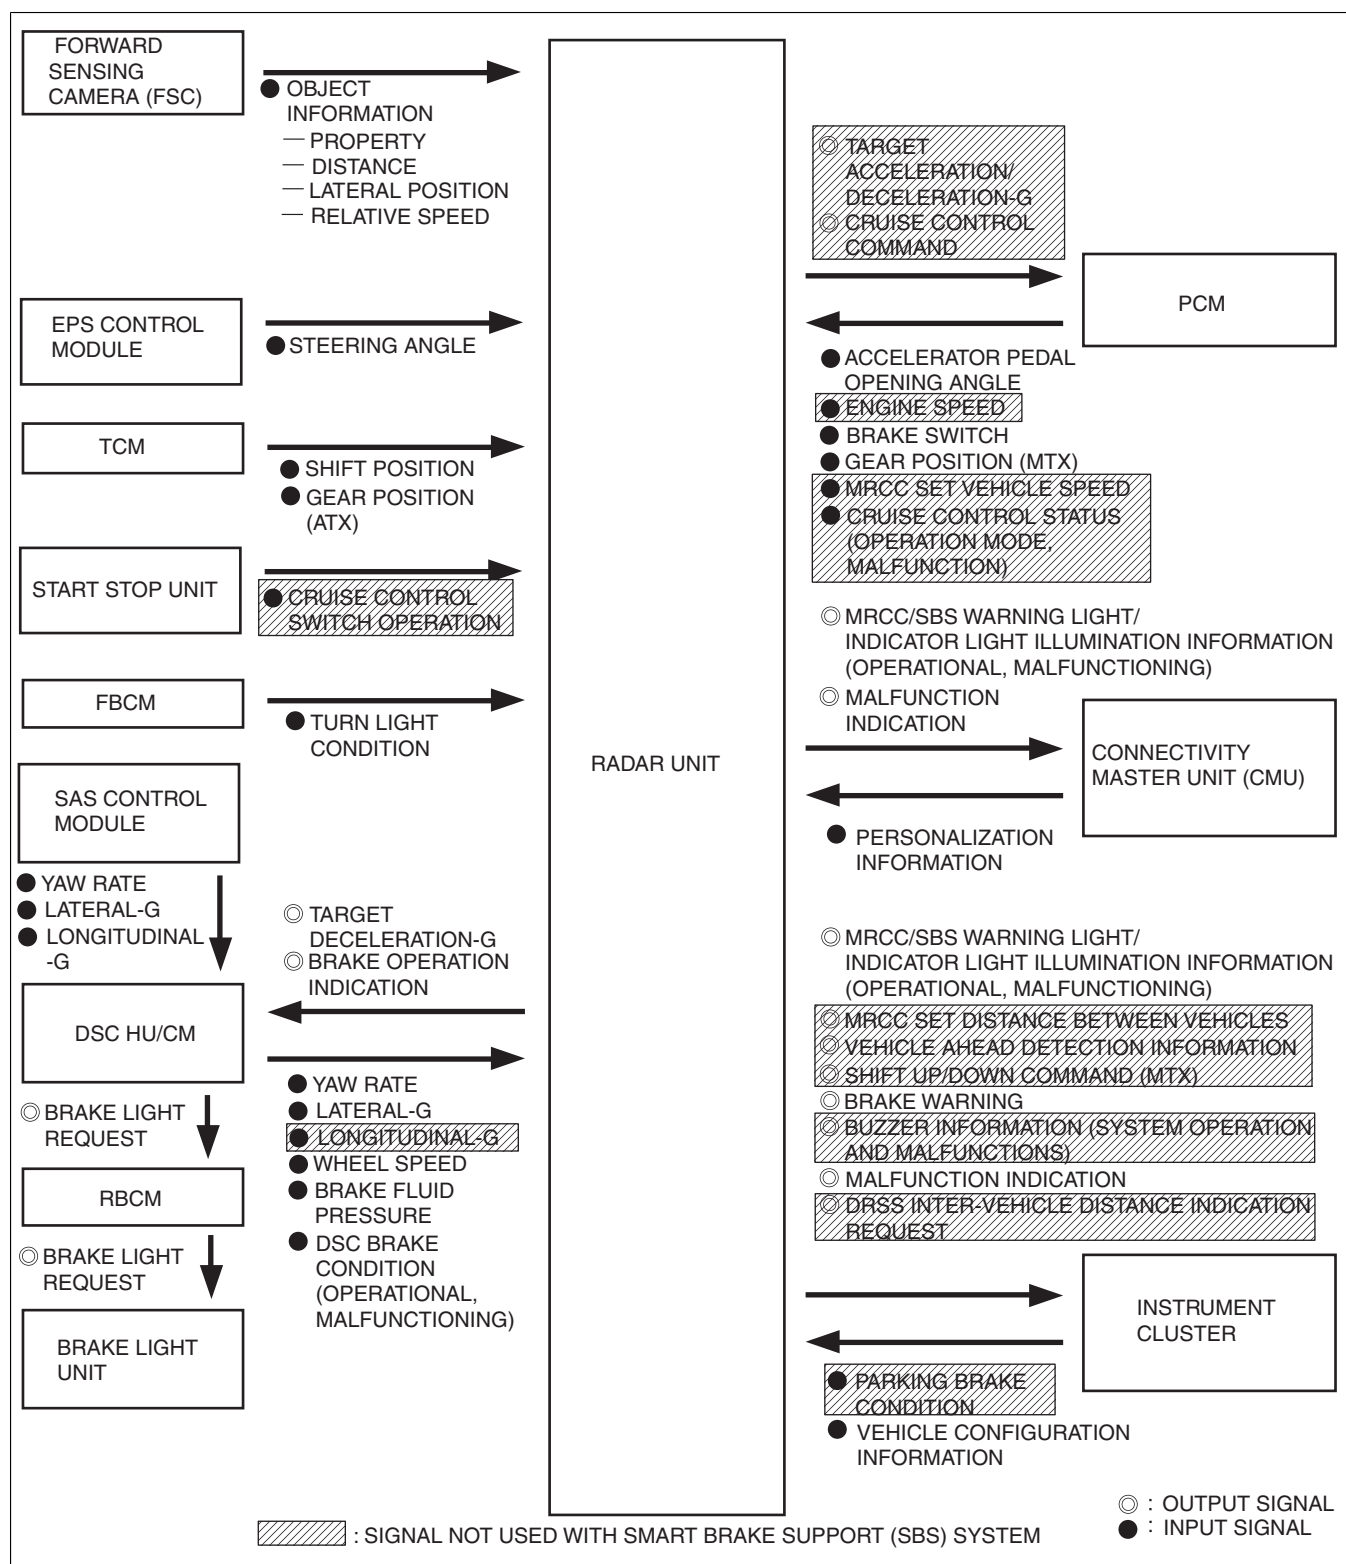 FORWARD
SENSING
CAMERA (FSC)
● OBJECT
INFORMATION
— PROPERTY
— DISTANCE
— LATERAL POSITION
— RELATIVE SPEED
EPS CONTROL
MODULE
● STEERING ANGLE
TCM
● SHIFT POSITION
● GEAR POSITION
(ATX)
START STOP UNIT
● CRUISE CONTROL
SWITCH OPERATION
FBCM
● TURN LIGHT
CONDITION
SAS CONTROL
MODULE
● YAW RATE
● LATERAL-G
● LONGITUDINAL
-G
◎ TARGET
DECELERATION-G
◎ BRAKE OPERATION
INDICATION
DSC HU/CM
● YAW RATE
● LATERAL-G
● LONGITUDINAL-G
● WHEEL SPEED
● BRAKE FLUID
PRESSURE
● DSC BRAKE
CONDITION
(OPERATIONAL,
MALFUNCTIONING)
◎ BRAKE LIGHT
REQUEST
RBCM
◎ BRAKE LIGHT
REQUEST
BRAKE LIGHT
UNIT
RADAR UNIT
◎ TARGET
ACCELERATION/
DECELERATION-G
◎ CRUISE CONTROL
COMMAND
PCM
● ACCELERATOR PEDAL
OPENING ANGLE
● ENGINE SPEED
● BRAKE SWITCH
● GEAR POSITION (MTX)
● MRCC SET VEHICLE SPEED
● CRUISE CONTROL STATUS
(OPERATION MODE,
MALFUNCTION)
◎ MRCC/SBS WARNING LIGHT/
INDICATOR LIGHT ILLUMINATION INFORMATION
(OPERATIONAL, MALFUNCTIONING)
◎ MALFUNCTION
INDICATION
CONNECTIVITY
MASTER UNIT (CMU)
● PERSONALIZATION
INFORMATION
◎ MRCC/SBS WARNING LIGHT/
INDICATOR LIGHT ILLUMINATION INFORMATION
(OPERATIONAL, MALFUNCTIONING)
◎ MRCC SET DISTANCE BETWEEN VEHICLES
◎ VEHICLE AHEAD DETECTION INFORMATION
◎ SHIFT UP/DOWN COMMAND (MTX)
◎ BRAKE WARNING
◎ BUZZER INFORMATION (SYSTEM OPERATION
AND MALFUNCTIONS)
◎ MALFUNCTION INDICATION
◎ DRSS INTER-VEHICLE DISTANCE INDICATION
REQUEST
INSTRUMENT
CLUSTER
● PARKING BRAKE
CONDITION
● VEHICLE CONFIGURATION
INFORMATION
: SIGNAL NOT USED WITH SMART BRAKE SUPPORT (SBS) SYSTEM
◎ : OUTPUT SIGNAL
● : INPUT SIGNAL